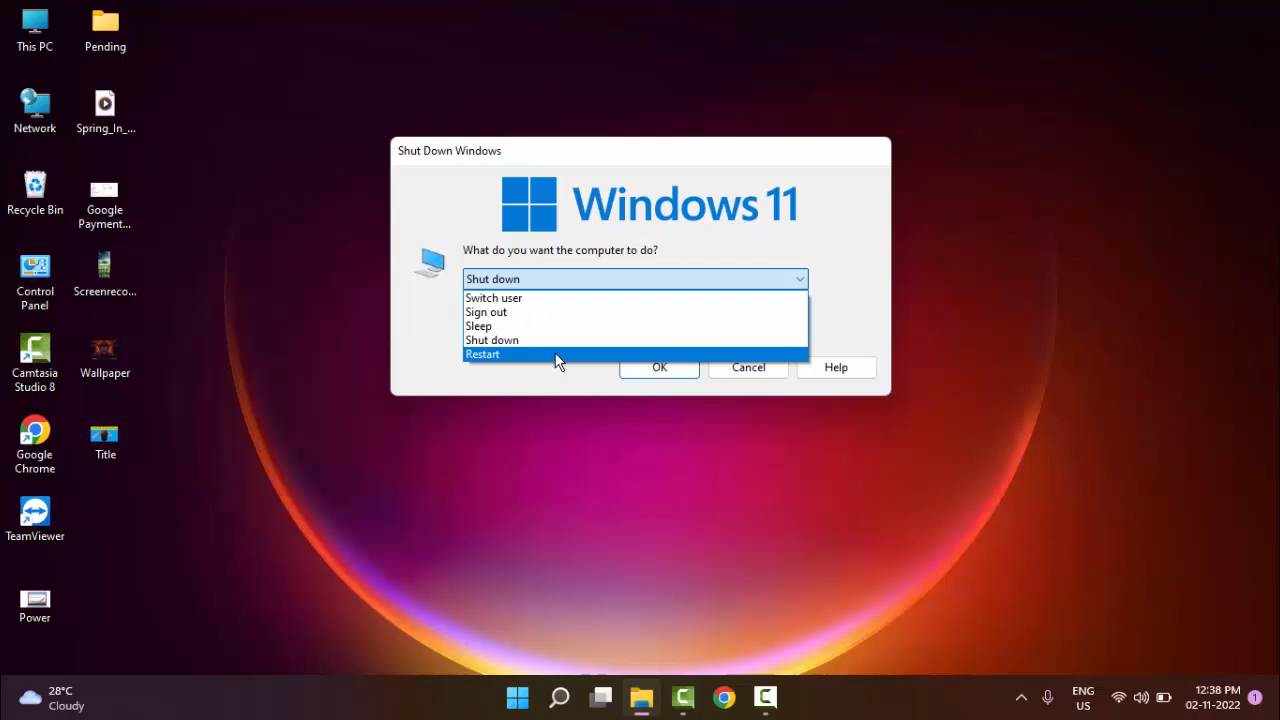 This PC
Pending
Network
Spring_In_...
Recycle Bin
Google
Payment...
Control
Panel
Screenreco...
Camtasia
Studio 8
Wallpaper
Google
Chrome
Title
TeamViewer
Power
Shut Down Windows
Windows 11
What do you want the computer to do?
Shut down
Switch user
Sign out
Sleep
Shut down
Restart
OK
Cancel
Help
28°C
Cloudy
ENG
US
12:38 PM
02-11-2022
1